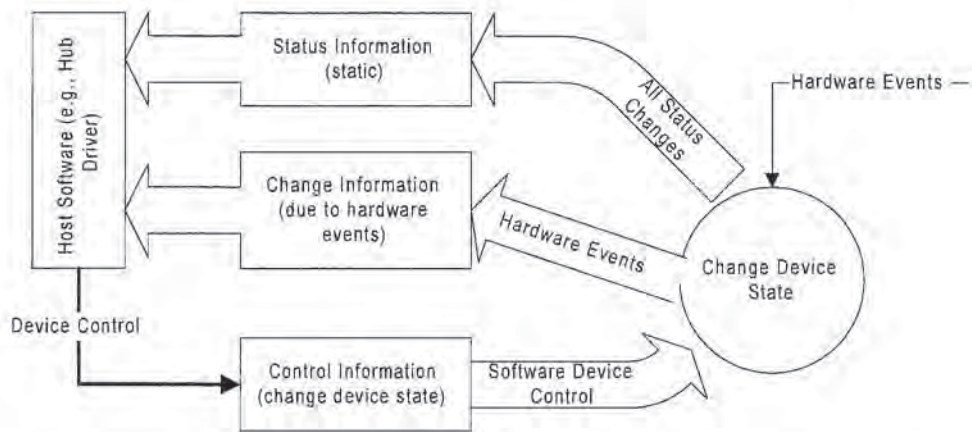 Host Software (e.g., Hub
Driver)
Status Information
(static)
All Status
Changes
Hardware Events
Change Information
(due to hardware
events)
Hardware Events
Change Device
State
Device Control
Control Information
(change device state)
Software Device
Control